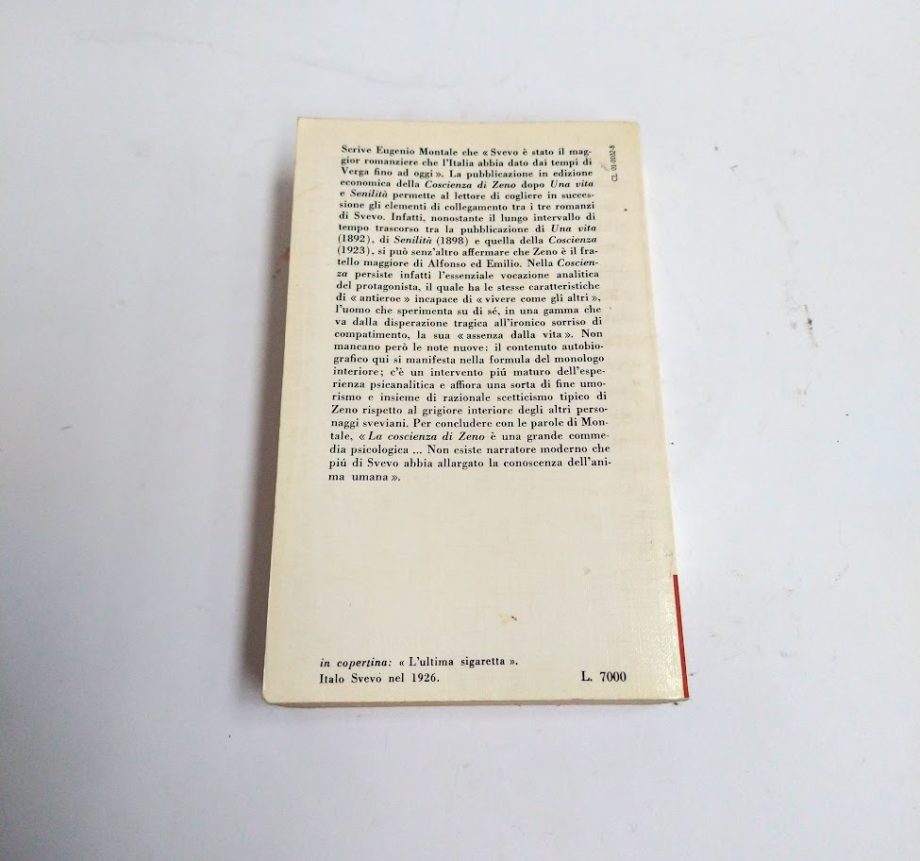 Scrive Eugenio Montale che « Svevo è stato il mag-
gior romanziere che l'Italia abbia dato dai tempi di
Verga fino ad oggi ». La pubblicazione in edizione
economica della Coscienza di Zeno dopo Una vita
e Senilità permette al lettore di cogliere in succes-
sione gli elementi di collegamento tra i tre romanzi
di Svevo. Infatti, nonostante il lungo intervallo di
tempo trascorso tra la pubblicazione di Una vita
(1892), di Senilità (1898) e quella della Coscienza
(1923), si può senz'altro affermare che Zeno è il fra-
tello maggiore di Alfonso ed Emilio. Nella Coscien-
za persiste infatti l'essenziale vocazione analitica
del protagonista, il quale ha le stesse caratteristiche
di « antieroe » incapace di « vivere come gli altri »,
l'uomo che sperimenta su di sé, in una gamma che
va dalla disperazione tragica all'ironico sorriso di
compatimento, la sua « assenza dalla vita ». Non
mancano però le note nuove: il contenuto autobio-
grafico qui si manifesta nella formula del monologo
interiore; c'è un intervento piú maturo dell'espe-
rienza psicanalitica e affiora una sorta di fine umo-
rismo e insieme di razionale scetticismo tipico di
Zeno rispetto al grigiore interiore degli altri perso-
naggi sveviani. Per concludere con le parole di Mon-
tale, « La coscienza di Zeno è una grande comme-
dia psicologica ... Non esiste narratore moderno che
piú di Svevo abbia allargato la conoscenza dell'ani-
ma umana ».
CL 01-0032-8
in copertina: « L'ultima sigaretta ».
Italo Svevo nel 1926.
L. 7000